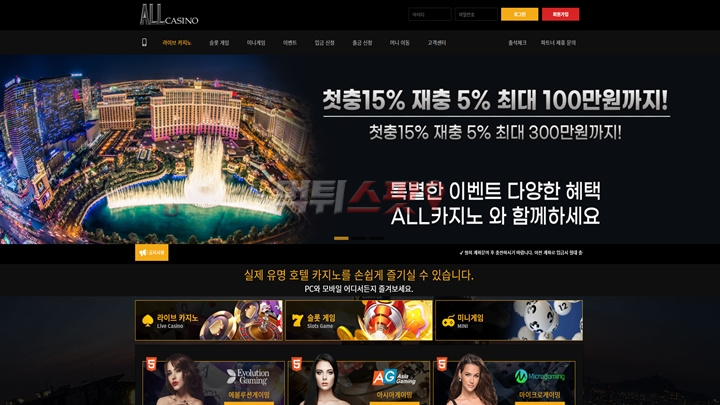 ALL CASINO
아이디
비밀번호
로그인
회원가입
라이브 카지노 슬롯 게임 미니게임 이벤트 입금 신청 출금 신청 머니 이동 고객센터 출석체크 파트너 제휴 문의
첫충15% 재충 5% 최대 100만원까지!
첫충15% 재충 5% 최대 300만원까지!
먹튀스팟
특별한 이벤트 다양한 혜택
ALL카지노 와 함께하세요
공지사항
실제 유명 호텔 카지노를 손쉽게 즐기실 수 있습니다.
PC와 모바일 어디서든지 즐겨보세요.
라이브 카지노
Live Casino
슬롯 게임
Slots Game
미니게임
MINI
5
Evolution
Gaming
에볼루션게이밍
5
AG Asia
Gaming
아시아게이밍
5
Microgaming
마이크로게이밍